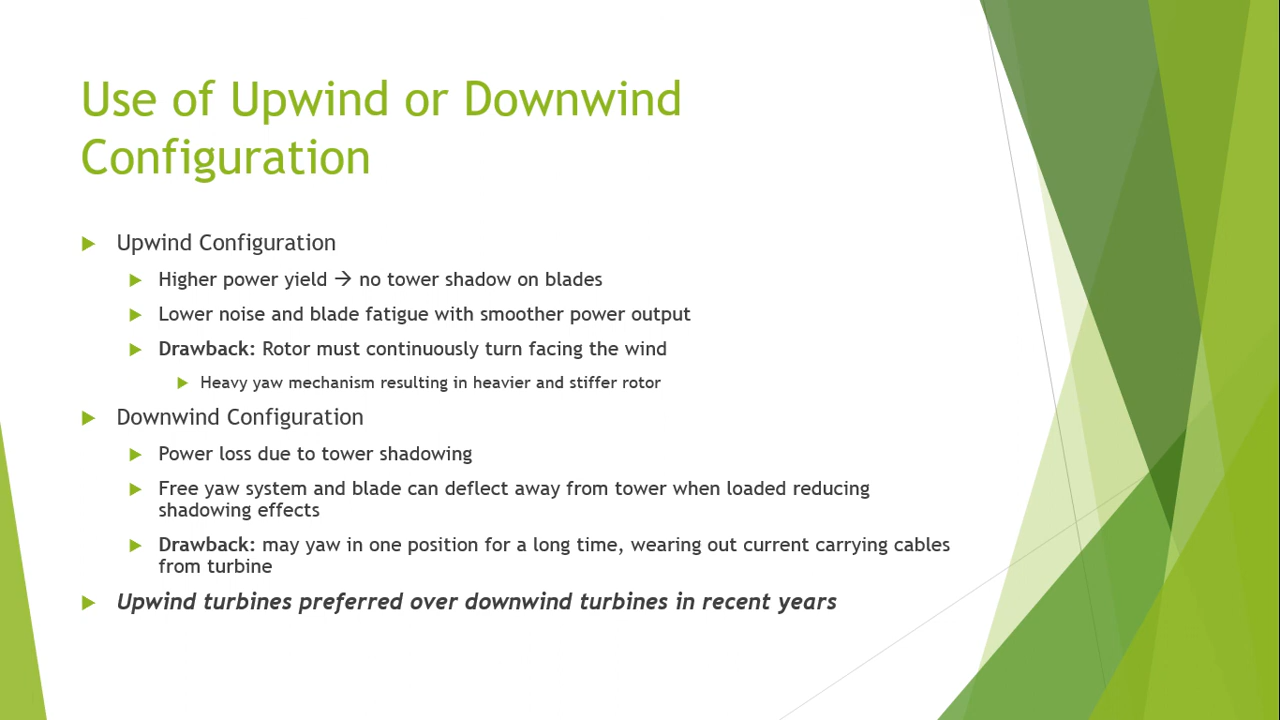 Use of Upwind or Downwind
Configuration
Upwind Configuration
Higher power yield → no tower shadow on blades
Lower noise and blade fatigue with smoother power output
Drawback: Rotor must continuously turn facing the wind
Heavy yaw mechanism resulting in heavier and stiffer rotor
Downwind Configuration
Power loss due to tower shadowing
Free yaw system and blade can deflect away from tower when loaded reducing
shadowing effects
Drawback: may yaw in one position for a long time, wearing out current carrying cables
from turbine
Upwind turbines preferred over downwind turbines in recent years